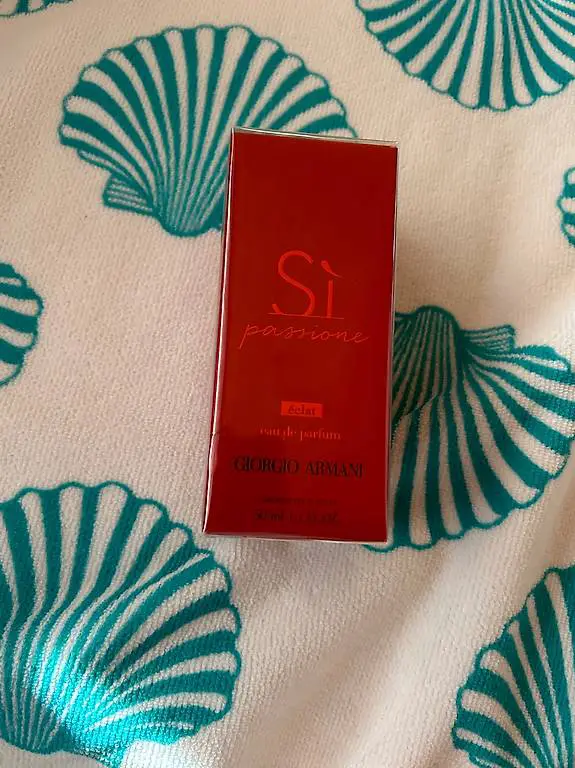 Sì
passione
éclat
eau de parfum
GIORGIO ARMANI